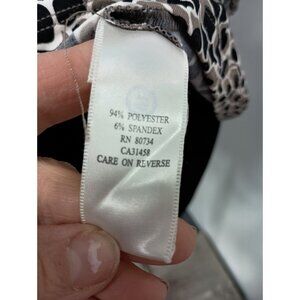 94% POLYESTER
6% SPANDEX
RN 80734
CA31458
CARE ON REVERSE